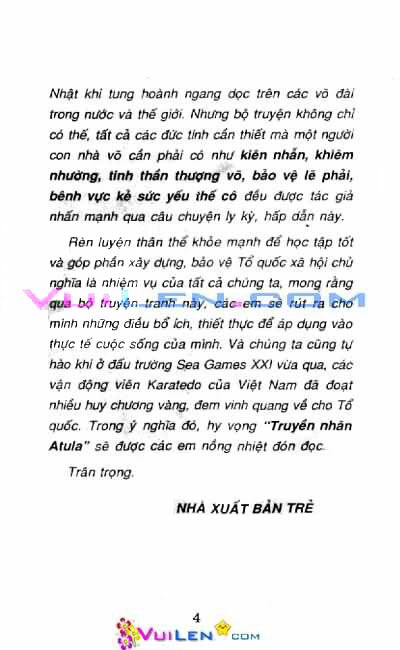 Nhật khi tung hoành ngang dọc trên các võ đài
trong nước và thế giới. Nhưng bộ truyện không chỉ
có thế, tất cả các đức tính cần thiết mà một người
con nhà võ cần phải có như kiên nhẫn, khiêm
nhường, tinh thần thượng võ, bảo vệ lẽ phải,
bênh vực kẻ sức yếu thế cô đều được tác giả
nhấn mạnh qua câu chuyện ly kỳ, hấp dẫn này.
Rèn luyện thân thể khỏe mạnh để học tập tốt
và góp phần xây dựng, bảo vệ Tổ quốc xã hội chủ
nghĩa là nhiệm vụ của tất cả chúng ta, mong rằng
qua bộ truyện tranh này, các em sẽ rút ra cho
mình những điều bổ ích, thiết thực để áp dụng vào
thực tế cuộc sống của mình. Và chúng ta cũng tự
hào khi ở đấu trường Sea Games XXI vừa qua, các
vận động viên Karatedo của Việt Nam đã đoạt
nhiều huy chương vàng, đem vinh quang về cho Tổ
quốc. Trong ý nghĩa đó, hy vọng "Truyền nhân
Atula" sẽ được các em nồng nhiệt đón đọc.
Trân trọng.
NHÀ XUẤT BẢN TRẺ
4
VUILEN.COM
VUILEN.COM